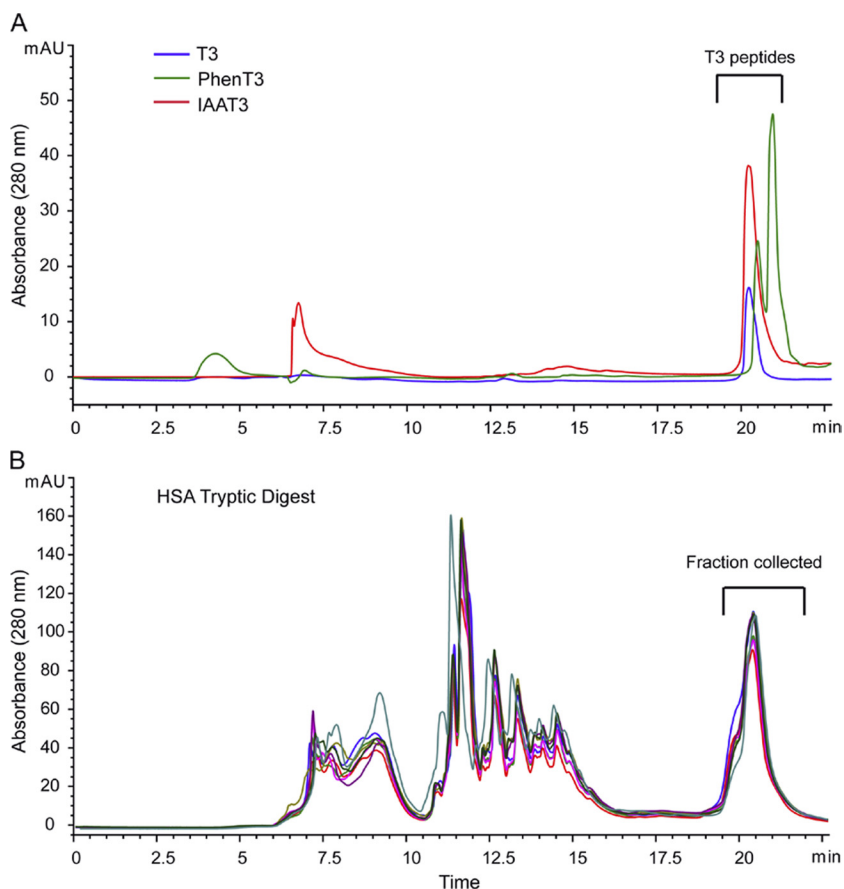 A
mAU
T3
PhenT3
IAAT3
T3 peptides
Absorbance (280 nm)
50
40
30
20
10
0
0 2.5 5 7.5 10 12.5 15 17.5 20 min
B
mAU
HSA Tryptic Digest
Fraction collected
Absorbance (280 nm)
160
140
120
100
80
60
40
20
0
0 2.5 5 7.5 10 12.5 15 17.5 20 min
Time